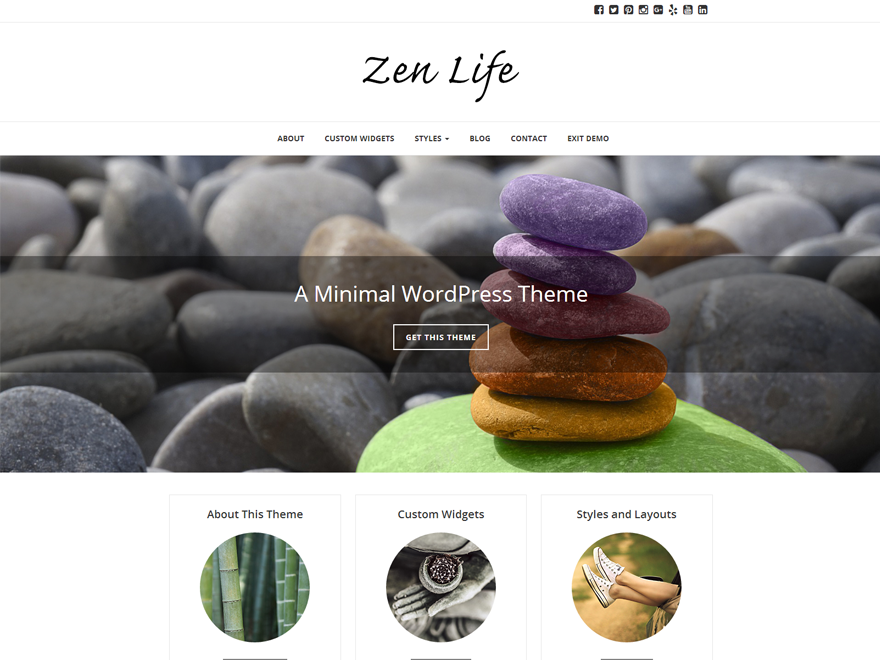 Zen Life
ABOUT CUSTOM WIDGETS STYLES BLOG CONTACT EXIT DEMO
A Minimal WordPress Theme
GET THIS THEME
About This Theme Custom Widgets Styles and Layouts